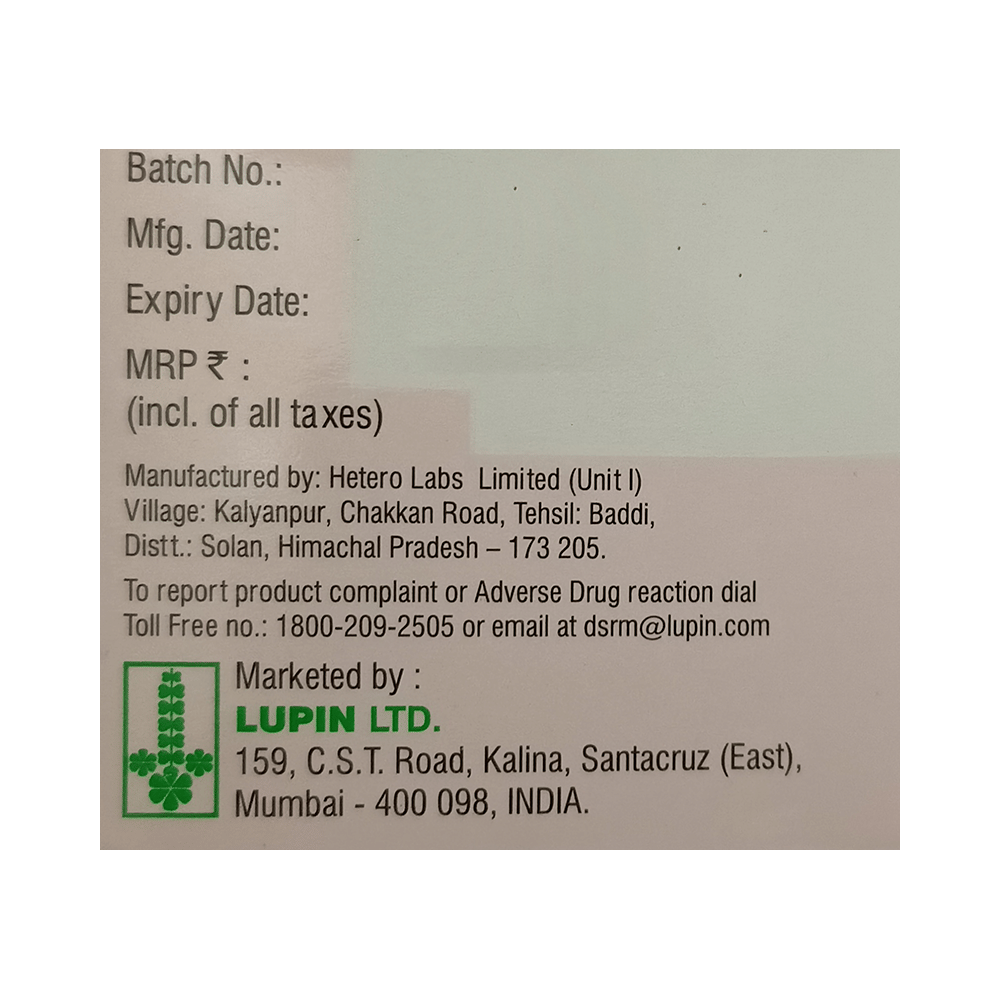 Batch No.:
Mfg. Date:
Expiry Date:
MRP ₹ :
(incl. of all taxes)
Manufactured by: Hetero Labs Limited (Unit I)
Village: Kalyanpur, Chakkan Road, Tehsil: Baddi,
Distt.: Solan, Himachal Pradesh – 173 205.
To report product complaint or Adverse Drug reaction dial
Toll Free no.: 1800-209-2505 or email at dsrm@lupin.com
Marketed by :
LUPIN LTD.
159, C.S.T. Road, Kalina, Santacruz (East),
Mumbai - 400 098, INDIA.